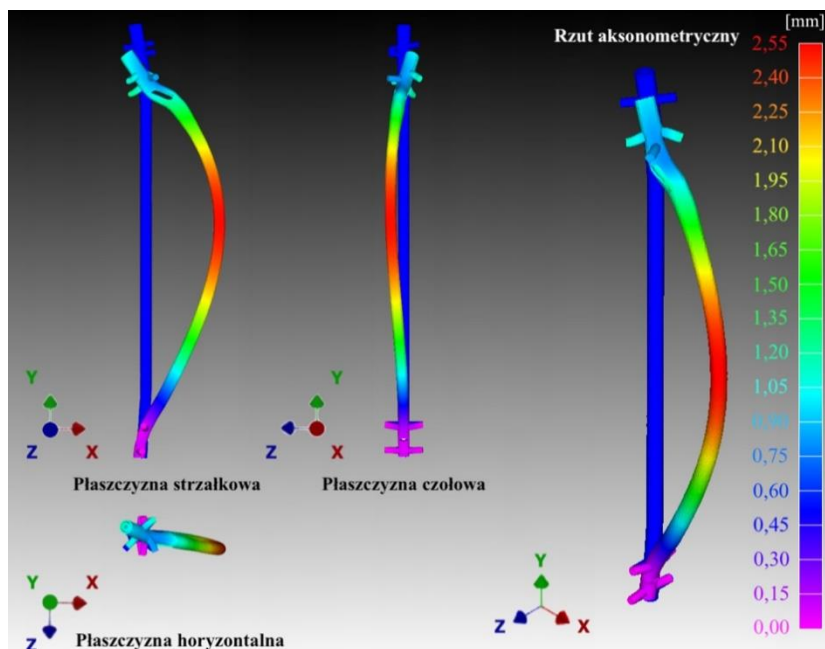 [mm]
Rzut aksonometryczny
2,55
2,40
2,25
2,10
1,95
1,80
1,65
1,50
1,35
1,20
1,05
0,90
0,75
0,60
0,45
0,30
0,15
0,00
Y
Z
X
Płaszczyzna strzałkowa
Y
Z
X
Płaszczyzna czołowa
Y
X
Z
Płaszczyzna horyzontalna
Y
Z
X